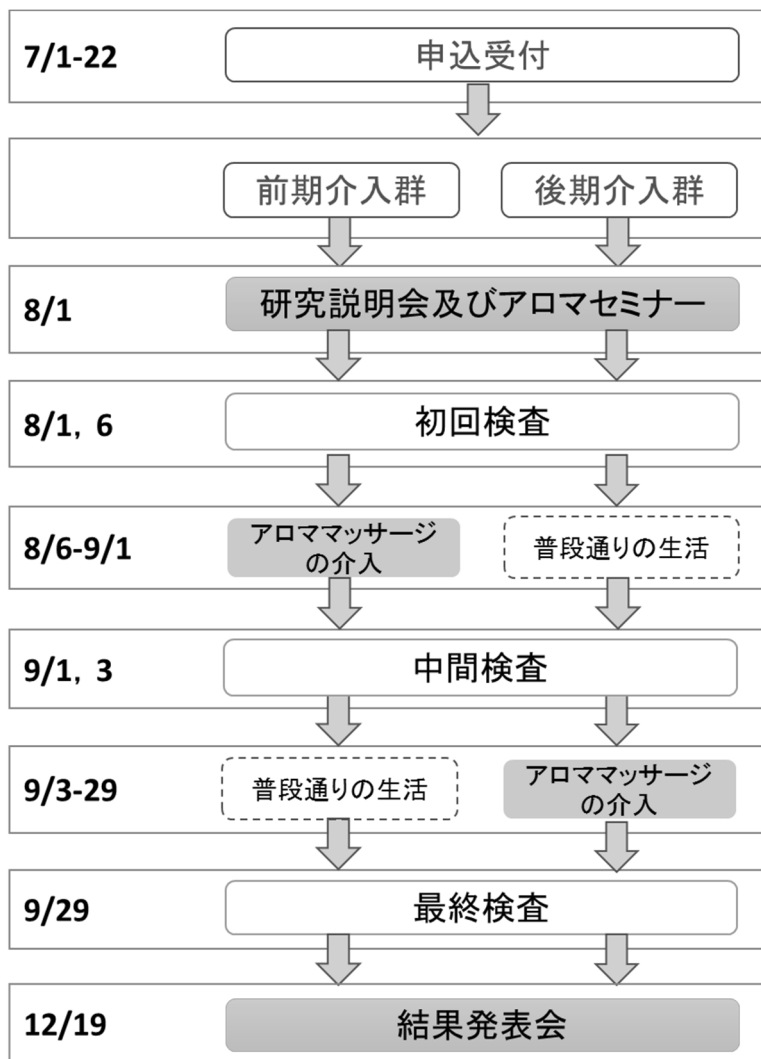 7/1-22 申込受付
前期介入群 後期介入群
8/1 研究説明会及びアロマセミナー
8/1, 6 初回検査
8/6-9/1
アロママッサージ
の介入
普段通りの生活
9/1, 3 中間検査
9/3-29
普段通りの生活
アロママッサージ
の介入
9/29 最終検査
12/19 結果発表会